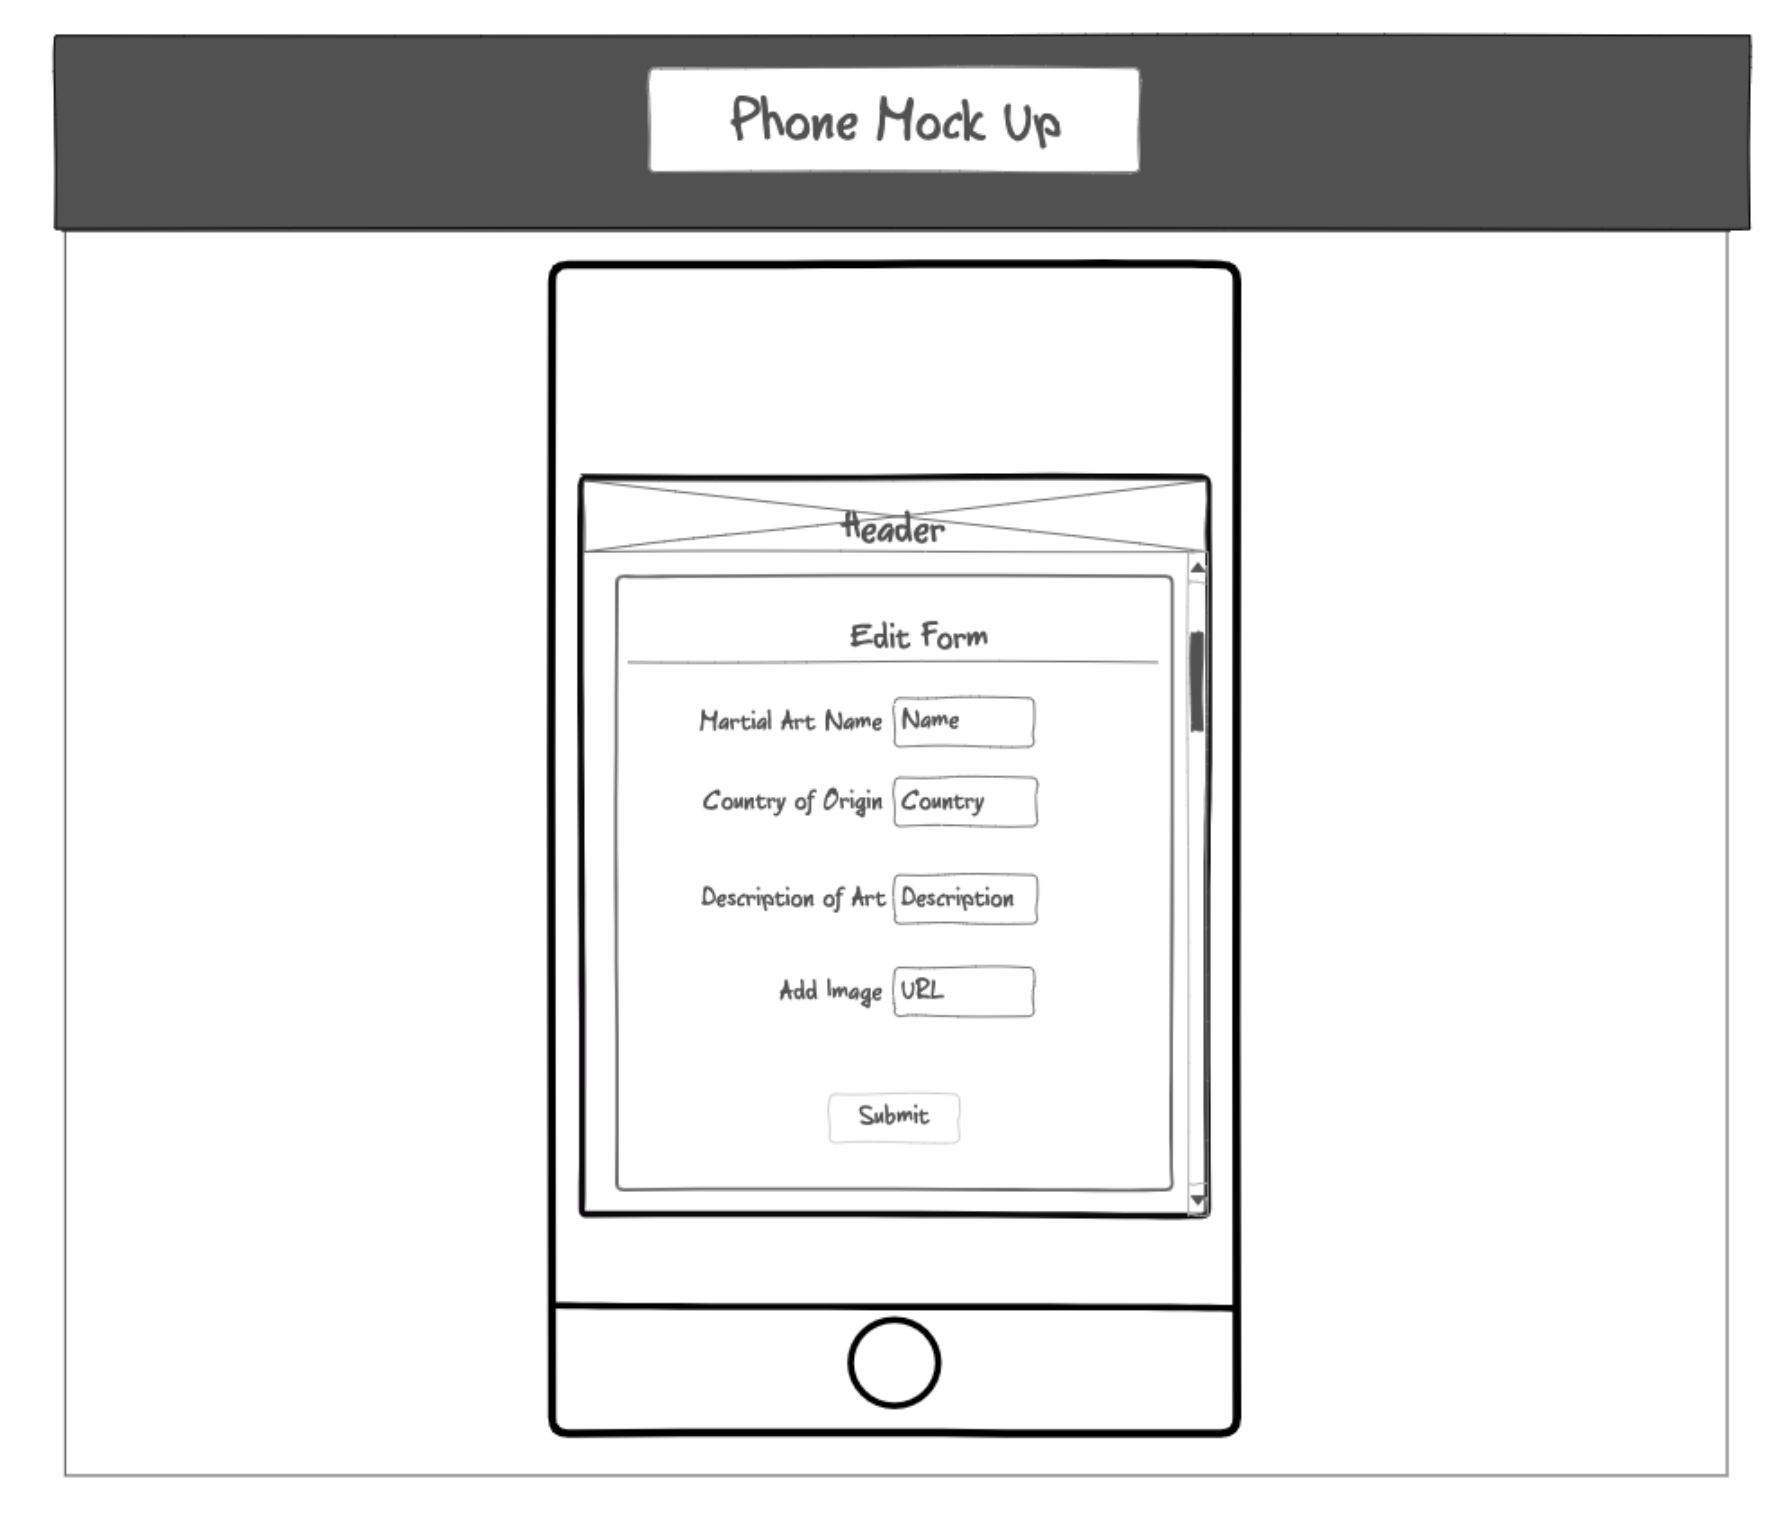 Phone Mock Up
Header
Edit Form
Martial Art Name Name
Country of Origin Country
Description of Art Description
Add Image URL
Submit